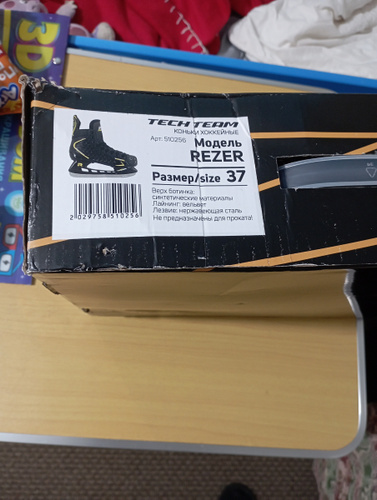 3D
TECH TEAM
КОНЬКИ ХОККЕЙНЫЕ
Арт. 510256
Модель
REZER
Размер/size 37
Верх ботинка:
синтетические материалы
Лайнинг: вельвет
Лезвие: нержавеющая сталь
Не предназначены для проката!
2 029758 510256